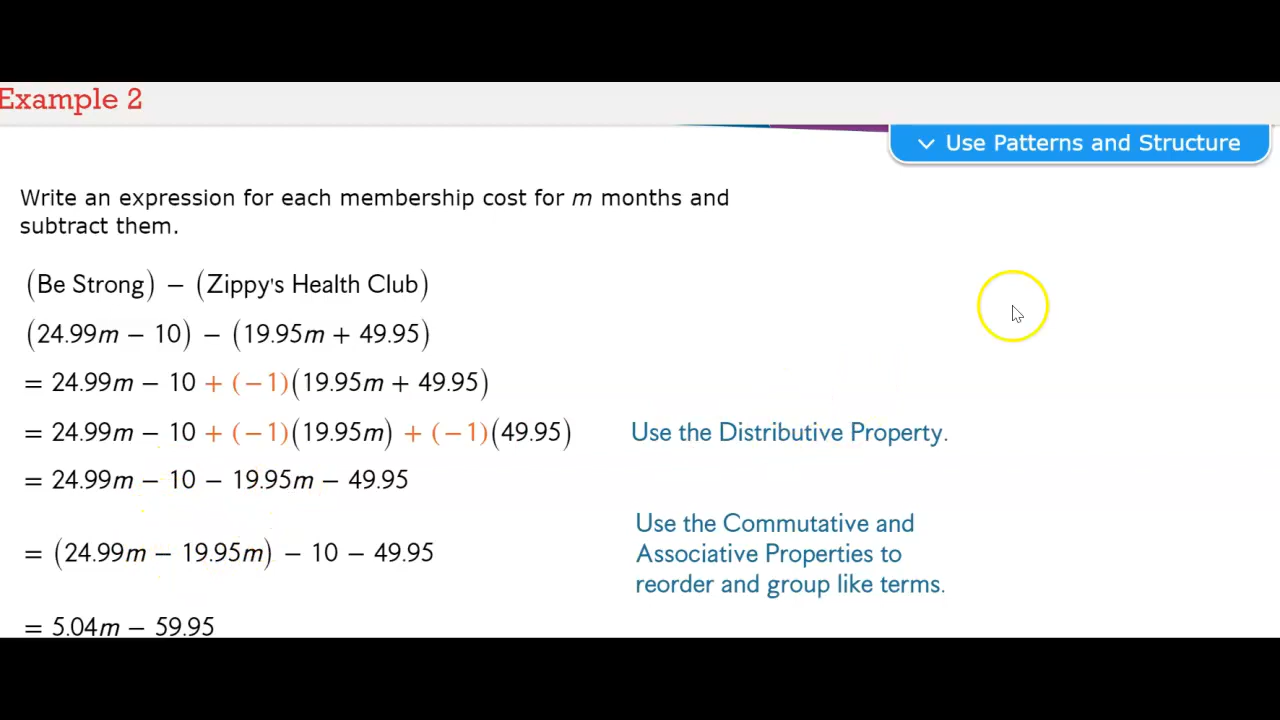 Example 2
Use Patterns and Structure
Write an expression for each membership cost for m months and
subtract them.
(Be Strong) − (Zippy's Health Club)
(24.99m − 10) − (19.95m + 49.95)
= 24.99m − 10 + (−1)(19.95m + 49.95)
= 24.99m − 10 + (−1)(19.95m) + (−1)(49.95) Use the Distributive Property.
= 24.99m − 10 − 19.95m − 49.95
Use the Commutative and
= (24.99m − 19.95m) − 10 − 49.95 Associative Properties to
reorder and group like terms.
= 5.04m − 59.95